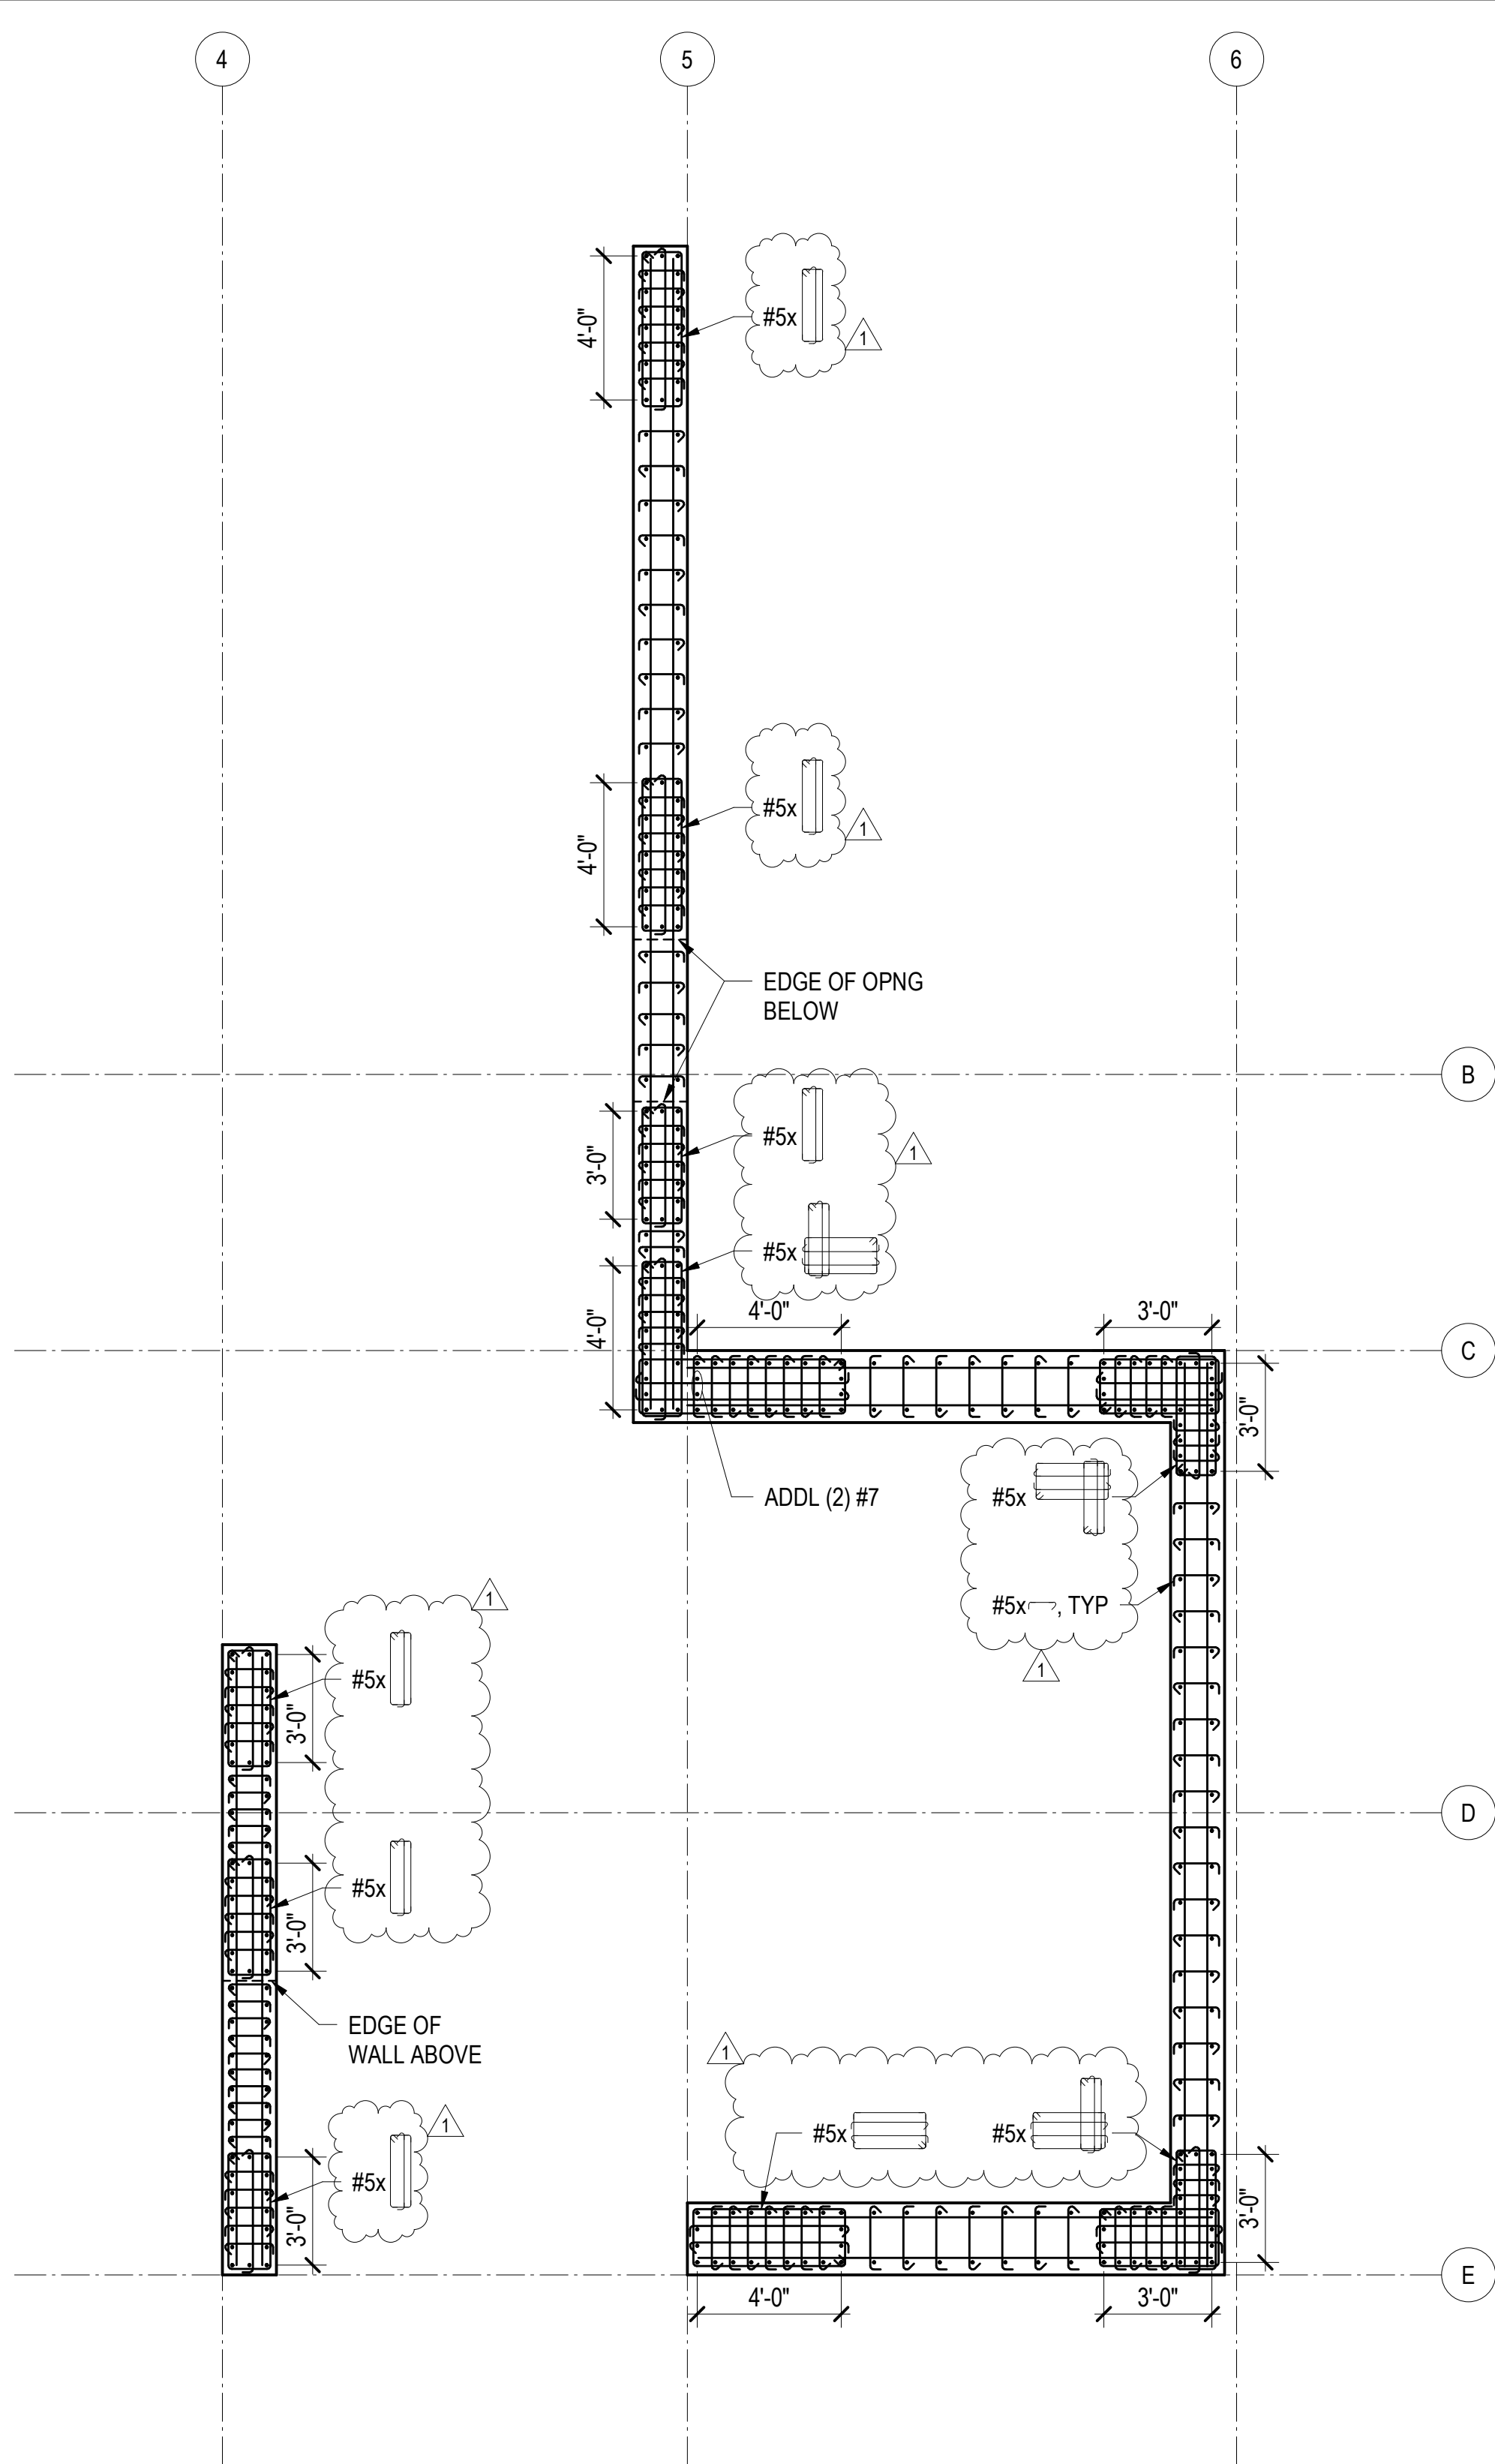 4
5
6
4'-0"
#5x
1
4'-0"
#5x
1
EDGE OF OPNG
BELOW
B
3'-0"
#5x
1
#5x
4'-0"
4'-0"
3'-0"
C
3'-0"
ADDL (2) #7
#5x
#5x , TYP
1
1
#5x
3'-0"
D
#5x
3'-0"
EDGE OF
WALL ABOVE
1
#5x
3'-0"
1
#5x
#5x
3'-0"
E
4'-0"
3'-0"